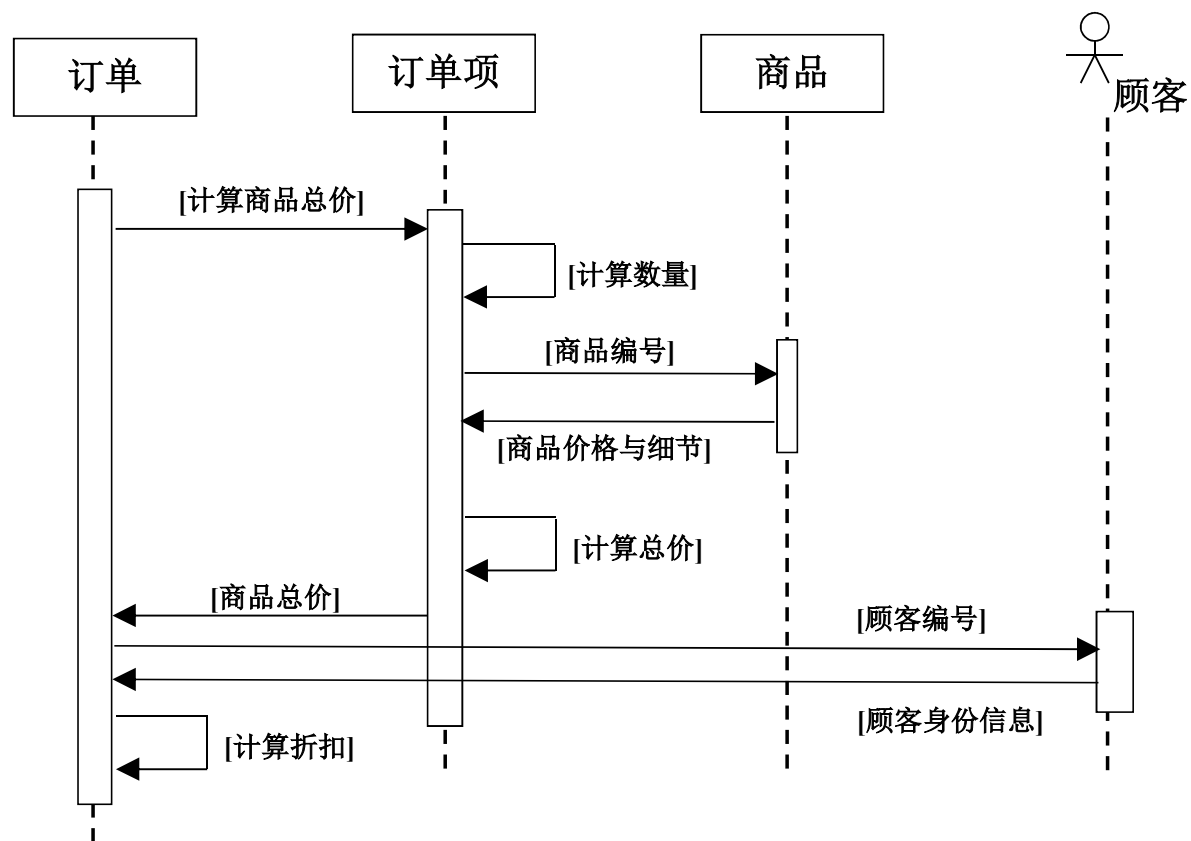 订单
订单项
商品
顾客
[计算商品总价]
[计算数量]
[商品编号]
[商品价格与细节]
[计算总价]
[商品总价]
[顾客编号]
[顾客身份信息]
[计算折扣]